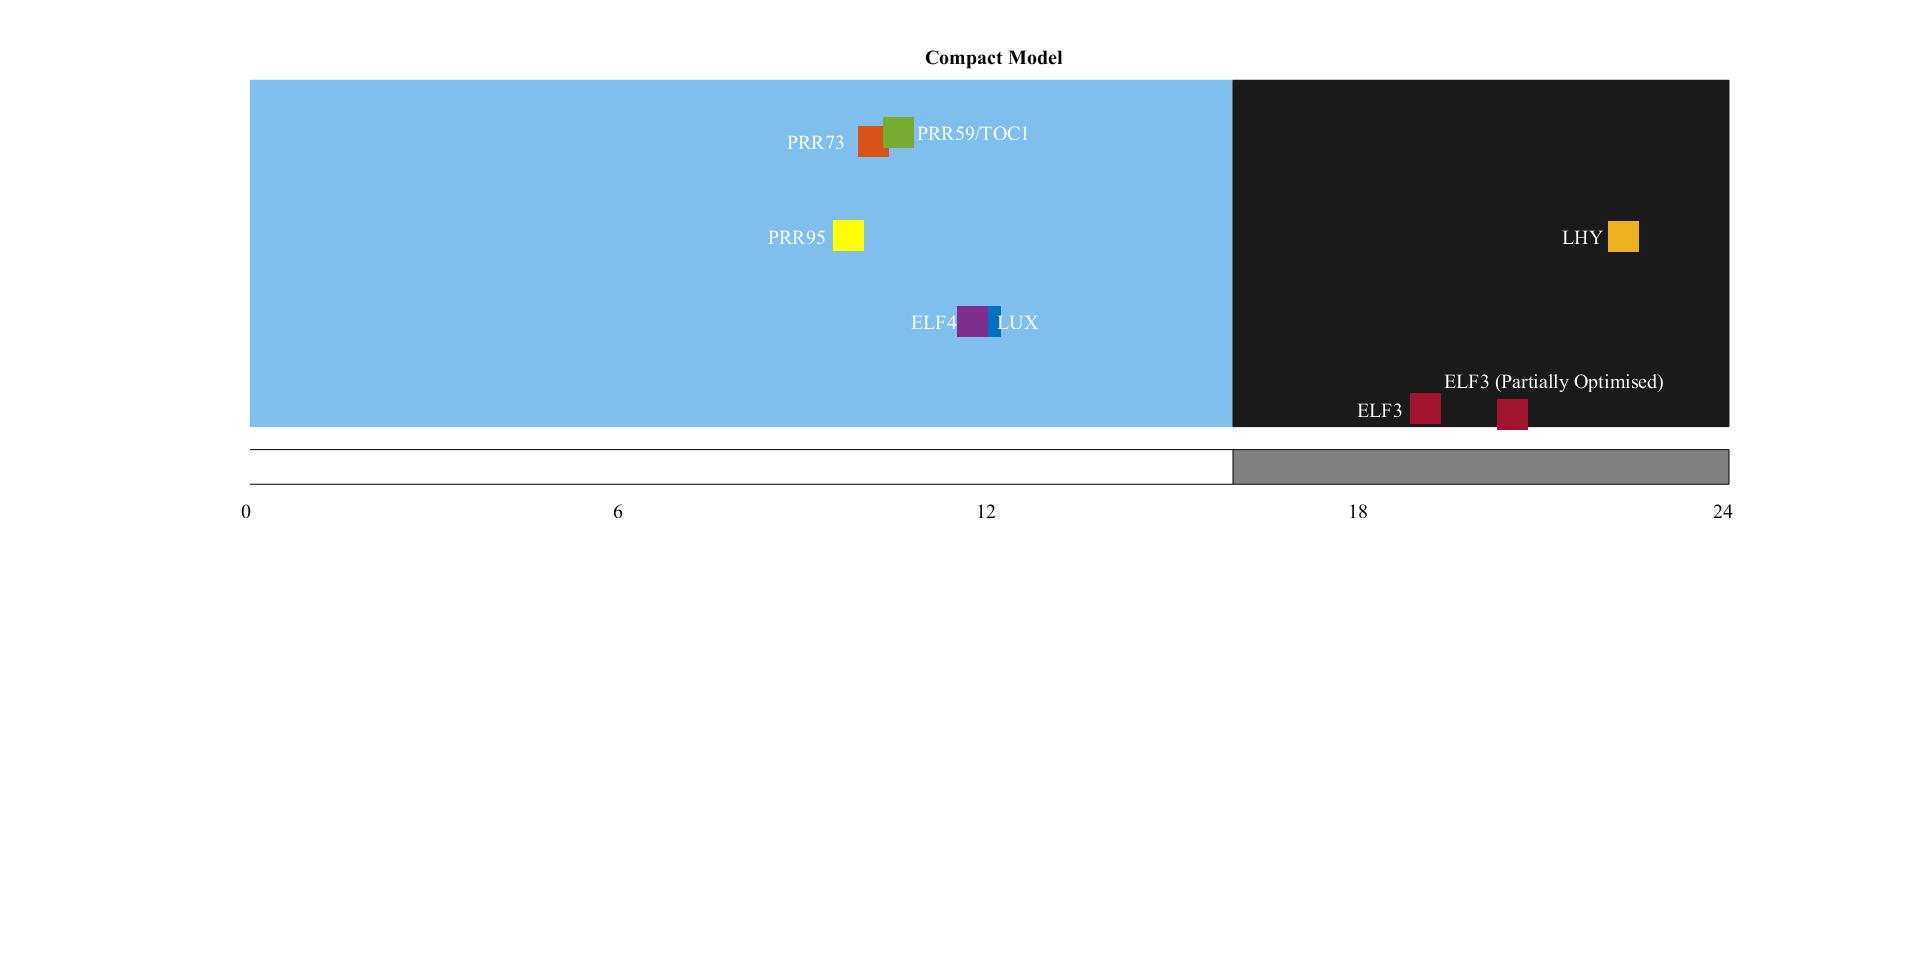 Compact Model
PRR59/TOC1
PRR73
PRR95
LHY
ELF4
LUX
ELF3 (Partially Optimised)
ELF3
0 6 12 18 24